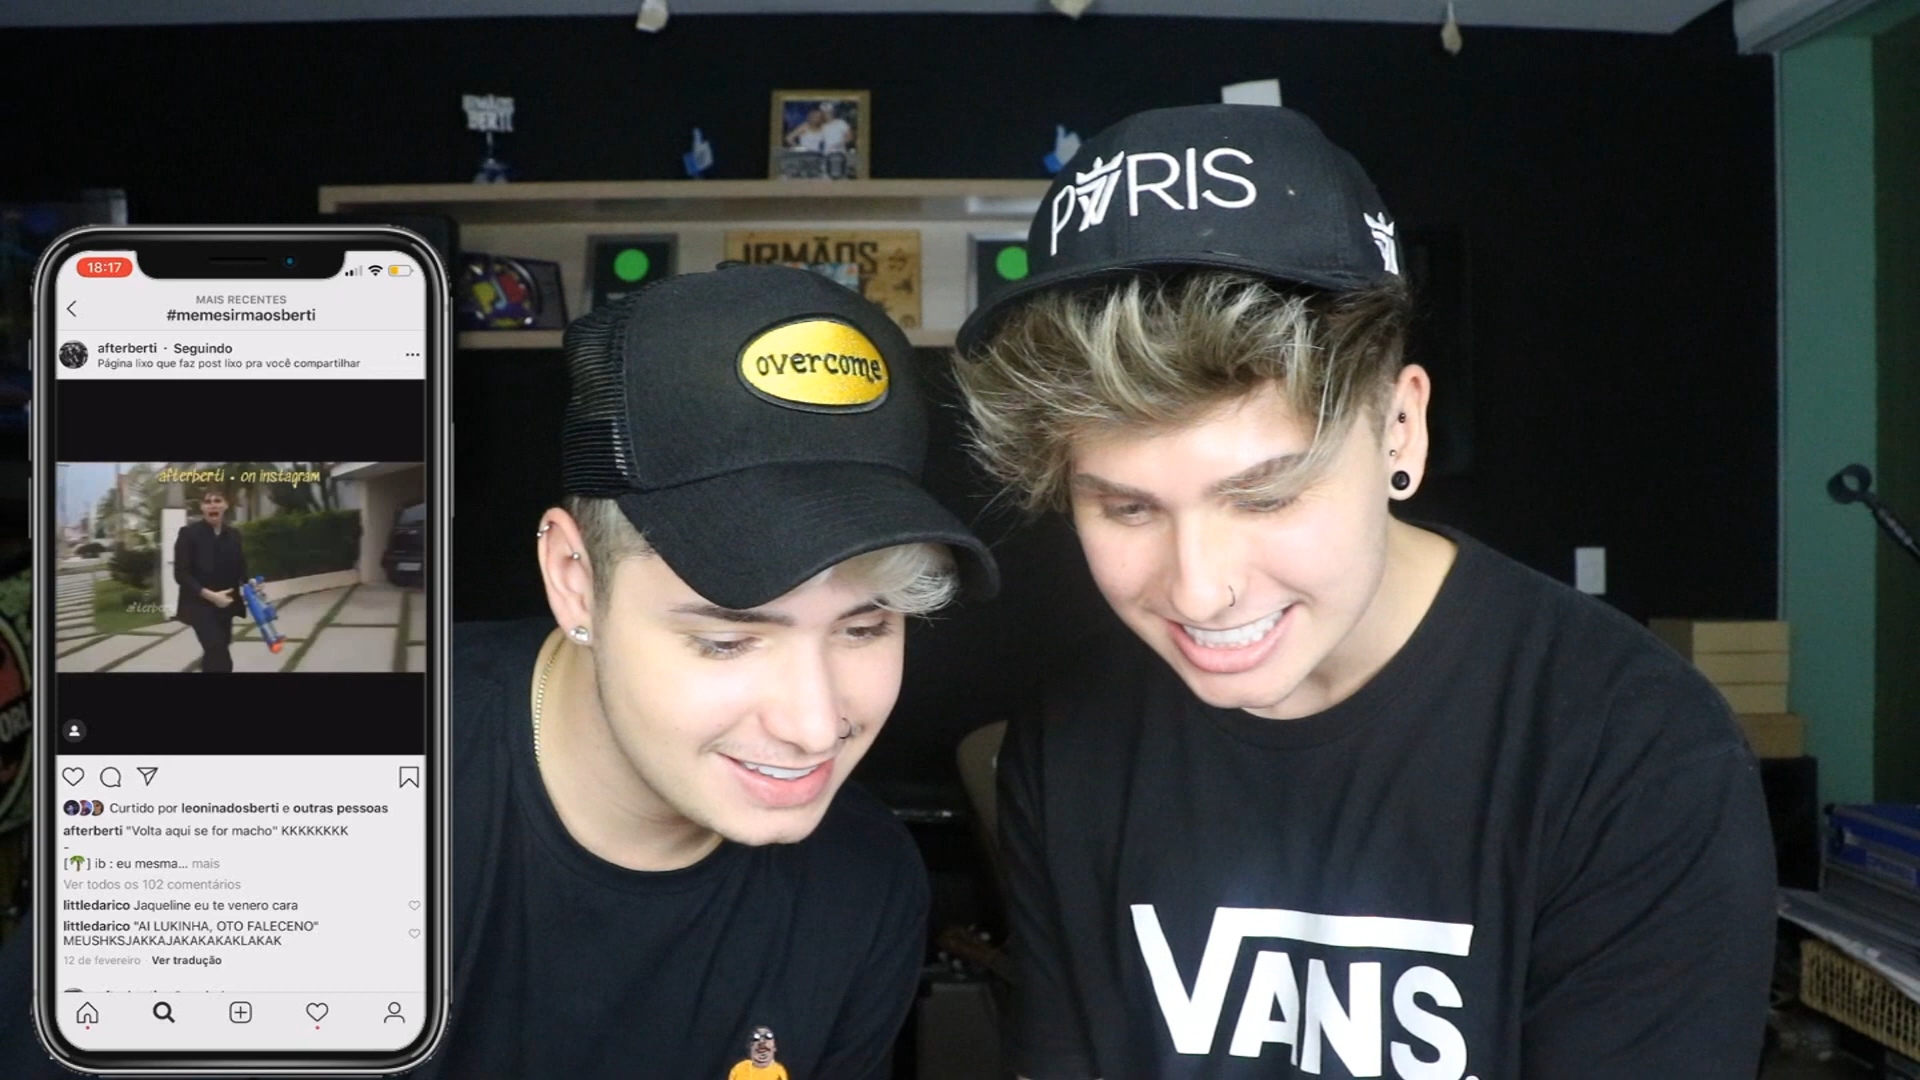 IRMÃOS
BERTI
PARIS
IRMÃOS
overcome
VANS
18:17
MAIS RECENTES
#memesirmaosberti
afterberti · Seguindo
Página lixo que faz post lixo pra você compartilhar
afterberti • on instagram
afterberti
Curtido por leoninadosberti e outras pessoas
afterberti "Volta aqui se for macho" KKKKKKKK
-
[🌴] ib : eu mesma... mais
Ver todos os 102 comentários
littledarico Jaqueline eu te venero cara
littledarico "AI LUKINHA, OTO FALECENO"
MEUSHKSJAKKAJAKAKAKAKLAKAK
12 de fevereiro · Ver tradução